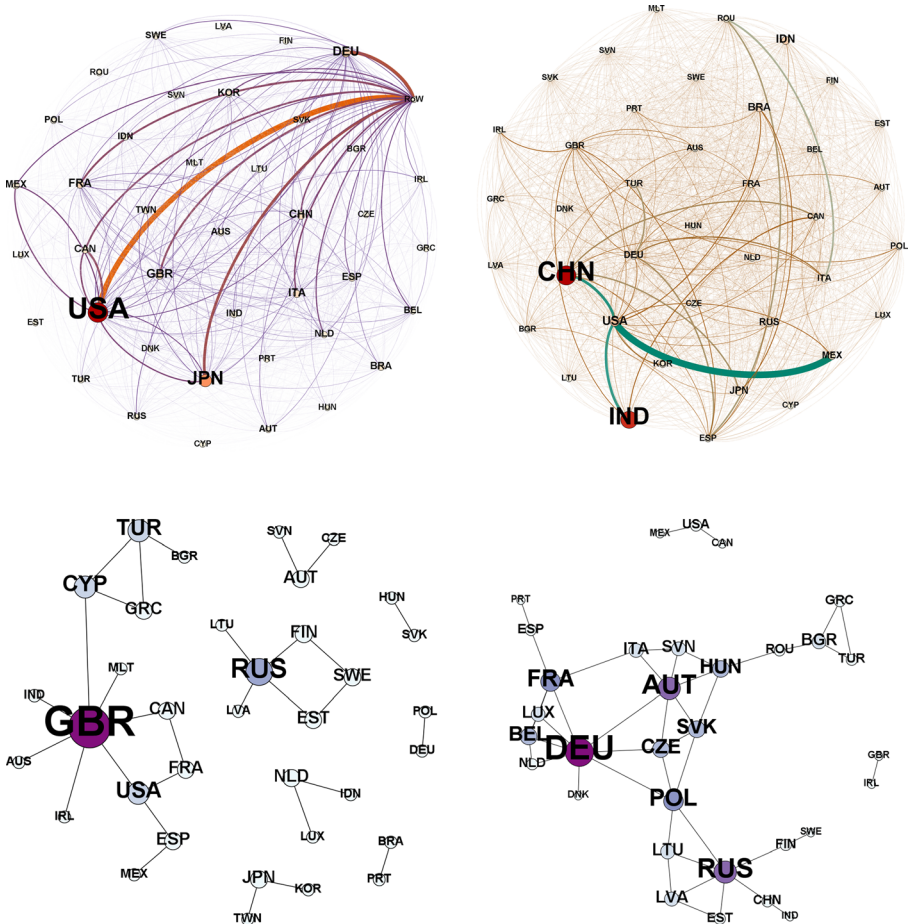 LVA
SWE
FIN
DEU
ROU
KOR
SVN
RoW
POL
IDN
SVK
BGR
MLT
LTU
MEX
FRA
IRL
TWN
CHN
CZE
AUS
CAN
GRC
LUX
GBR
ITA
ESP
USA
IND
BEL
EST
NLD
DNK
PRT
BRA
TUR
JPN
HUN
RUS
AUT
CYP
MLT
ROU
IDN
SVN
SVK
SWE
FIN
PRT
BRA
EST
IRL
GBR
AUS
BEL
TUR
FRA
AUT
GRC
DNK
CAN
HUN
POL
DEU
NLD
LVA
CHN
ITA
CZE
LUX
BGR
USA
RUS
KOR
MEX
LTU
JPN
CYP
IND
ESP
TUR
BGR
CYP
GRC
MLT
IND
CAN
GBR
AUS
FRA
USA
IRL
ESP
MEX
SVN
CZE
AUT
HUN
SVK
LTU
FIN
RUS
SWE
LVA
EST
POL
DEU
NLD
IDN
LUX
BRA
PRT
JPN
KOR
TWN
USA
MEX
CAN
PRT
ESP
GRC
ITA
SVN
BGR
ROU
TUR
FRA
AUT
HUN
LUX
BEL
DEU
SVK
CZE
NLD
GBR
IRL
DNK
POL
SWE
FIN
LTU
RUS
LVA
CHN
EST
IND